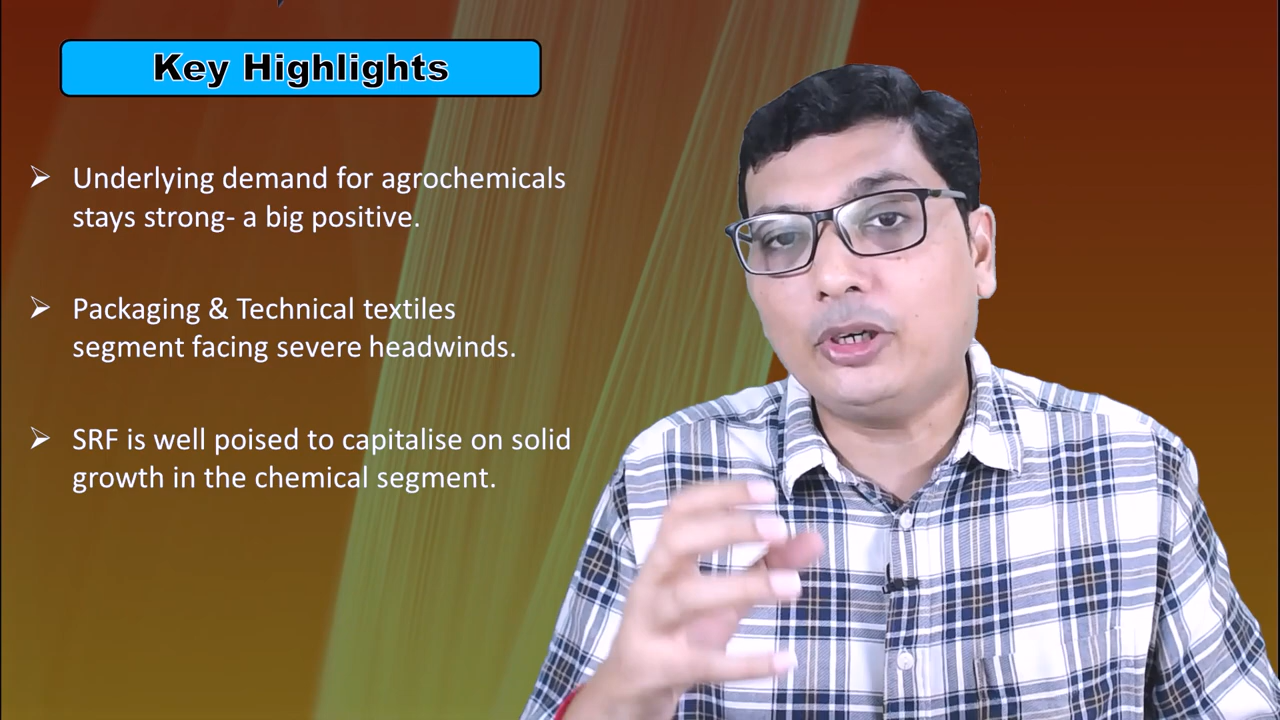 Key Highlights
Underlying demand for agrochemicals
stays strong- a big positive.
Packaging & Technical textiles
segment facing severe headwinds.
SRF is well poised to capitalise on solid
growth in the chemical segment.